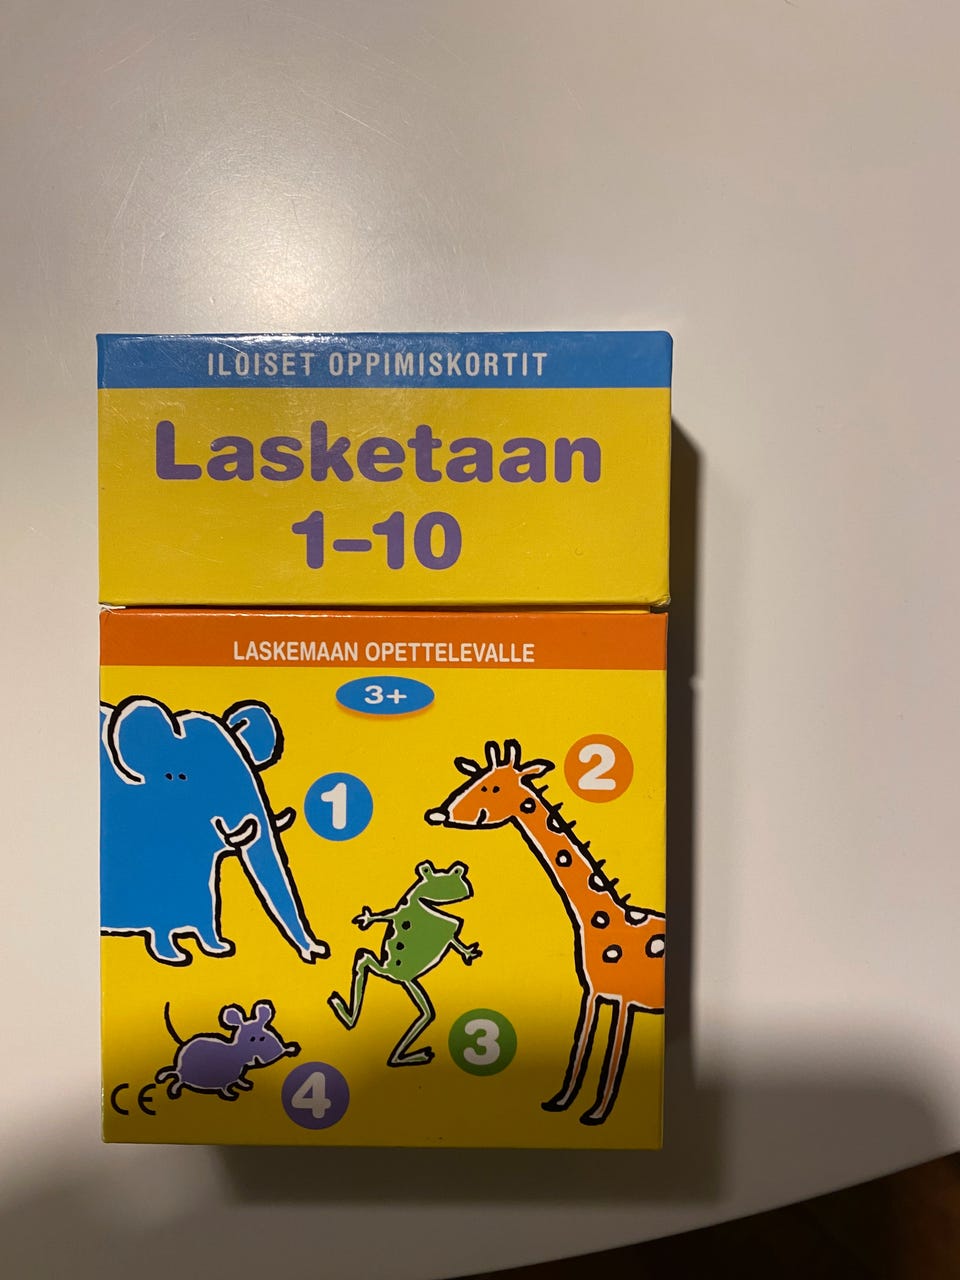 ILOISET OPPIMISKORTIT
Lasketaan
1–10
LASKEMAAN OPETTELEVALLE
3+
1
2
3
4
CE